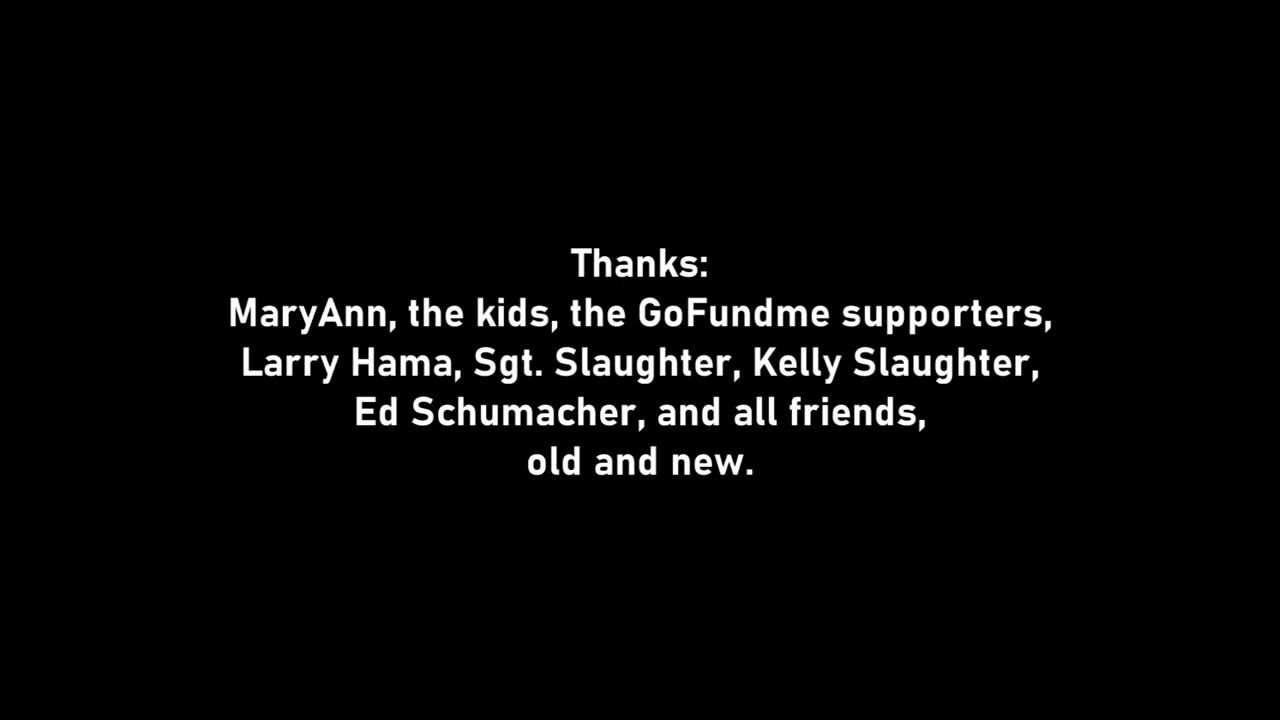 Thanks:
MaryAnn, the kids, the GoFundme supporters,
Larry Hama, Sgt. Slaughter, Kelly Slaughter,
Ed Schumacher, and all friends,
old and new.